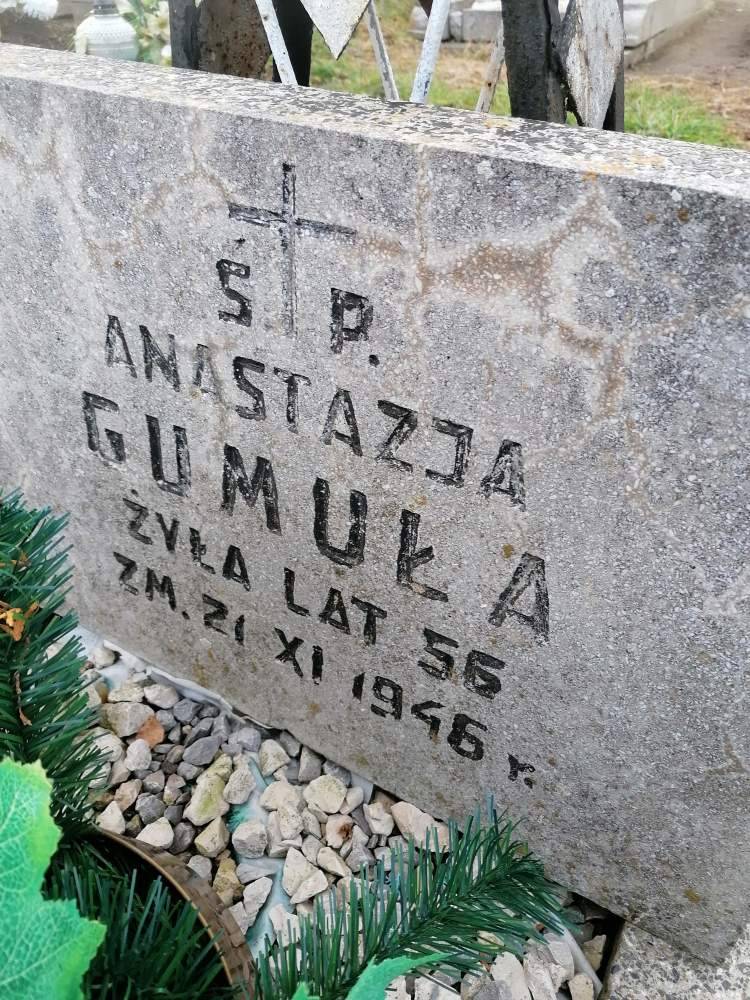 Ś P.
ANASTAZJA
GUMUŁA
ŻYŁA LAT 56
ZM. 21 XI 1946 r.